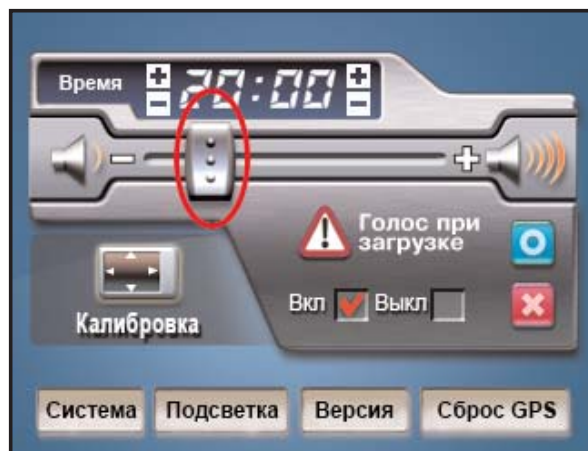 Время 20:00
Голос при
загрузке
Вкл Выкл
Калибровка
Система Подсветка Версия Сброс GPS